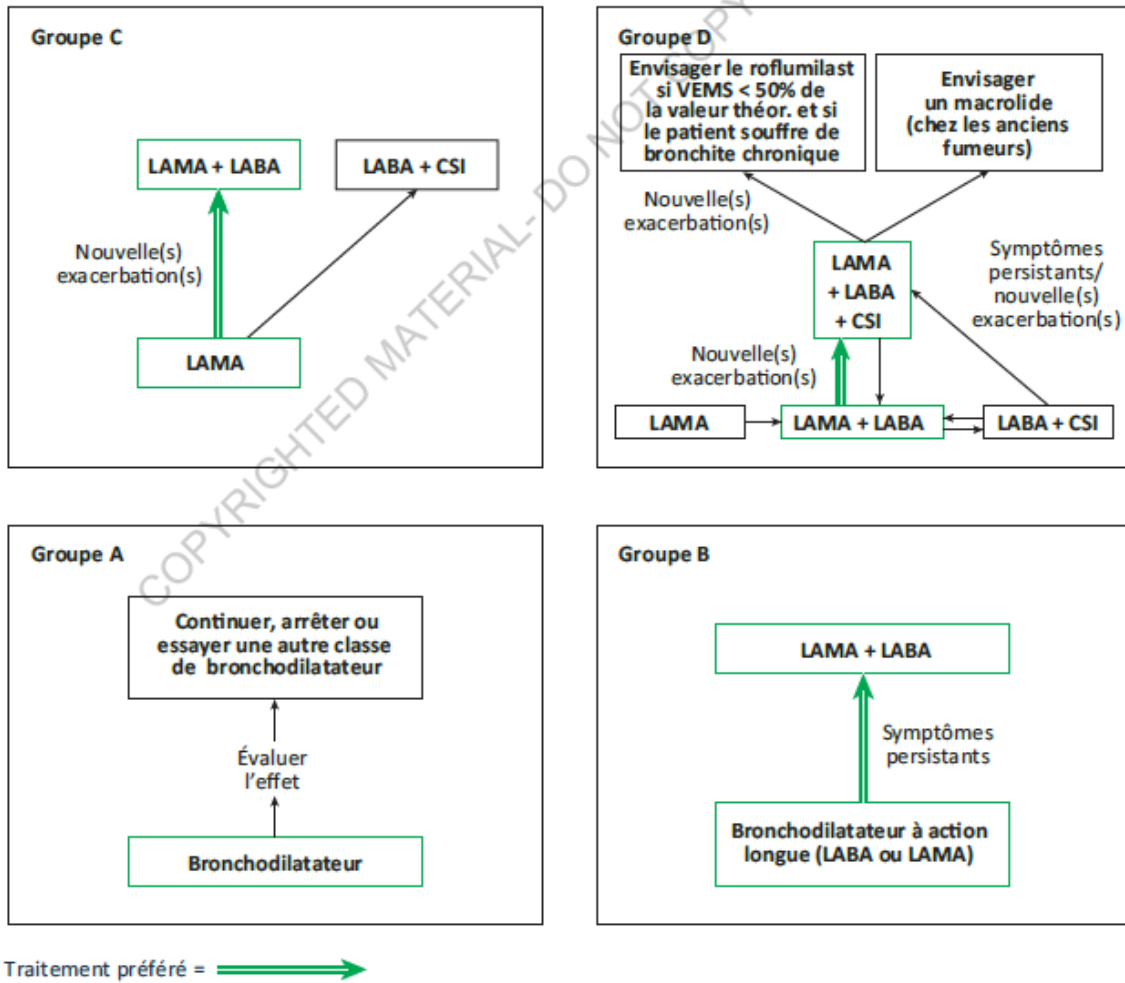 Groupe C
LAMA + LABA
LABA + CSI
Nouvelle(s)
exacerbation(s)
LAMA
Groupe D
Envisager le roflumilast
si VEMS < 50% de
la valeur théor. et si
le patient souffre de
bronchite chronique
Envisager
un macrolide
(chez les anciens
fumeurs)
Nouvelle(s)
exacerbation(s)
LAMA
+ LABA
+ CSI
Symptômes
persistants/
nouvelle(s)
exacerbation(s)
Nouvelle(s)
exacerbation(s)
LAMA
LAMA + LABA
LABA + CSI
Groupe A
Continuer, arrêter ou
essayer une autre classe
de bronchodilatateur
Évaluer
l'effet
Bronchodilatateur
Groupe B
LAMA + LABA
Symptômes
persistants
Bronchodilatateur à action
longue (LABA ou LAMA)
Traitement préféré =
COPYRIGHTED MATERIAL- DO NOT COPY